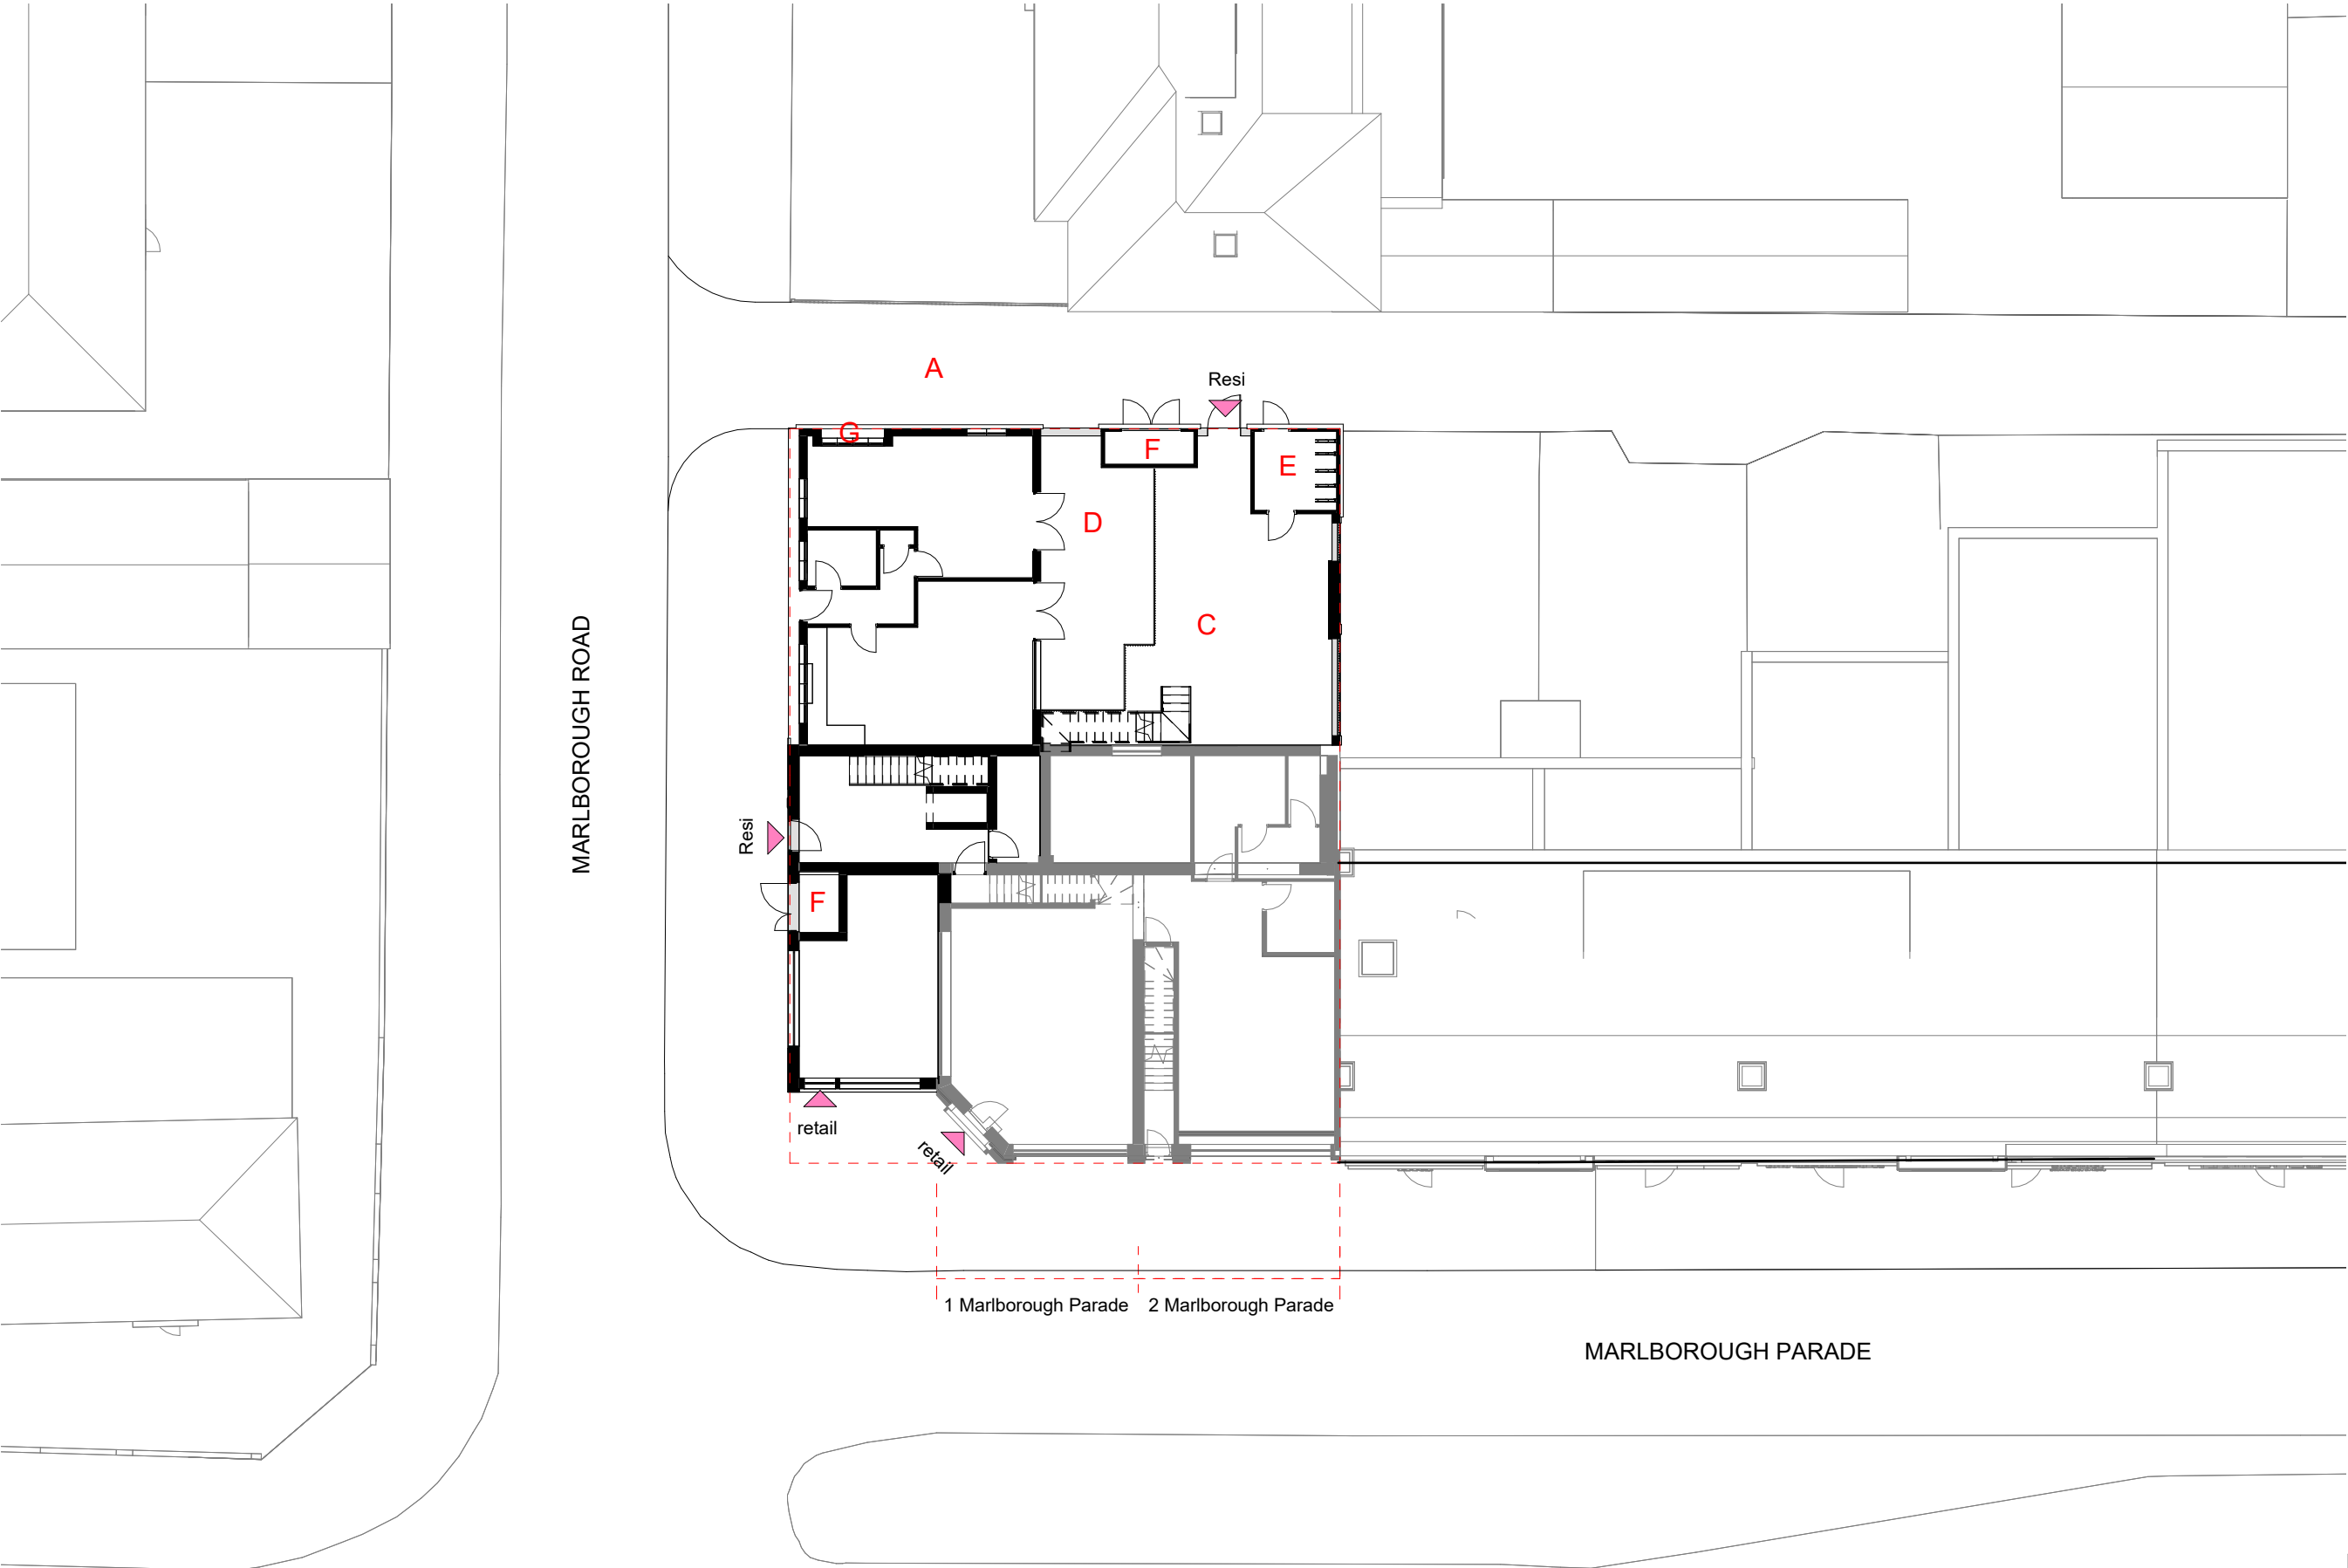 A
Resi
G
F
E
D
C
MARLBOROUGH ROAD
Resi
F
retail
retail
1 Marlborough Parade
2 Marlborough Parade
MARLBOROUGH PARADE